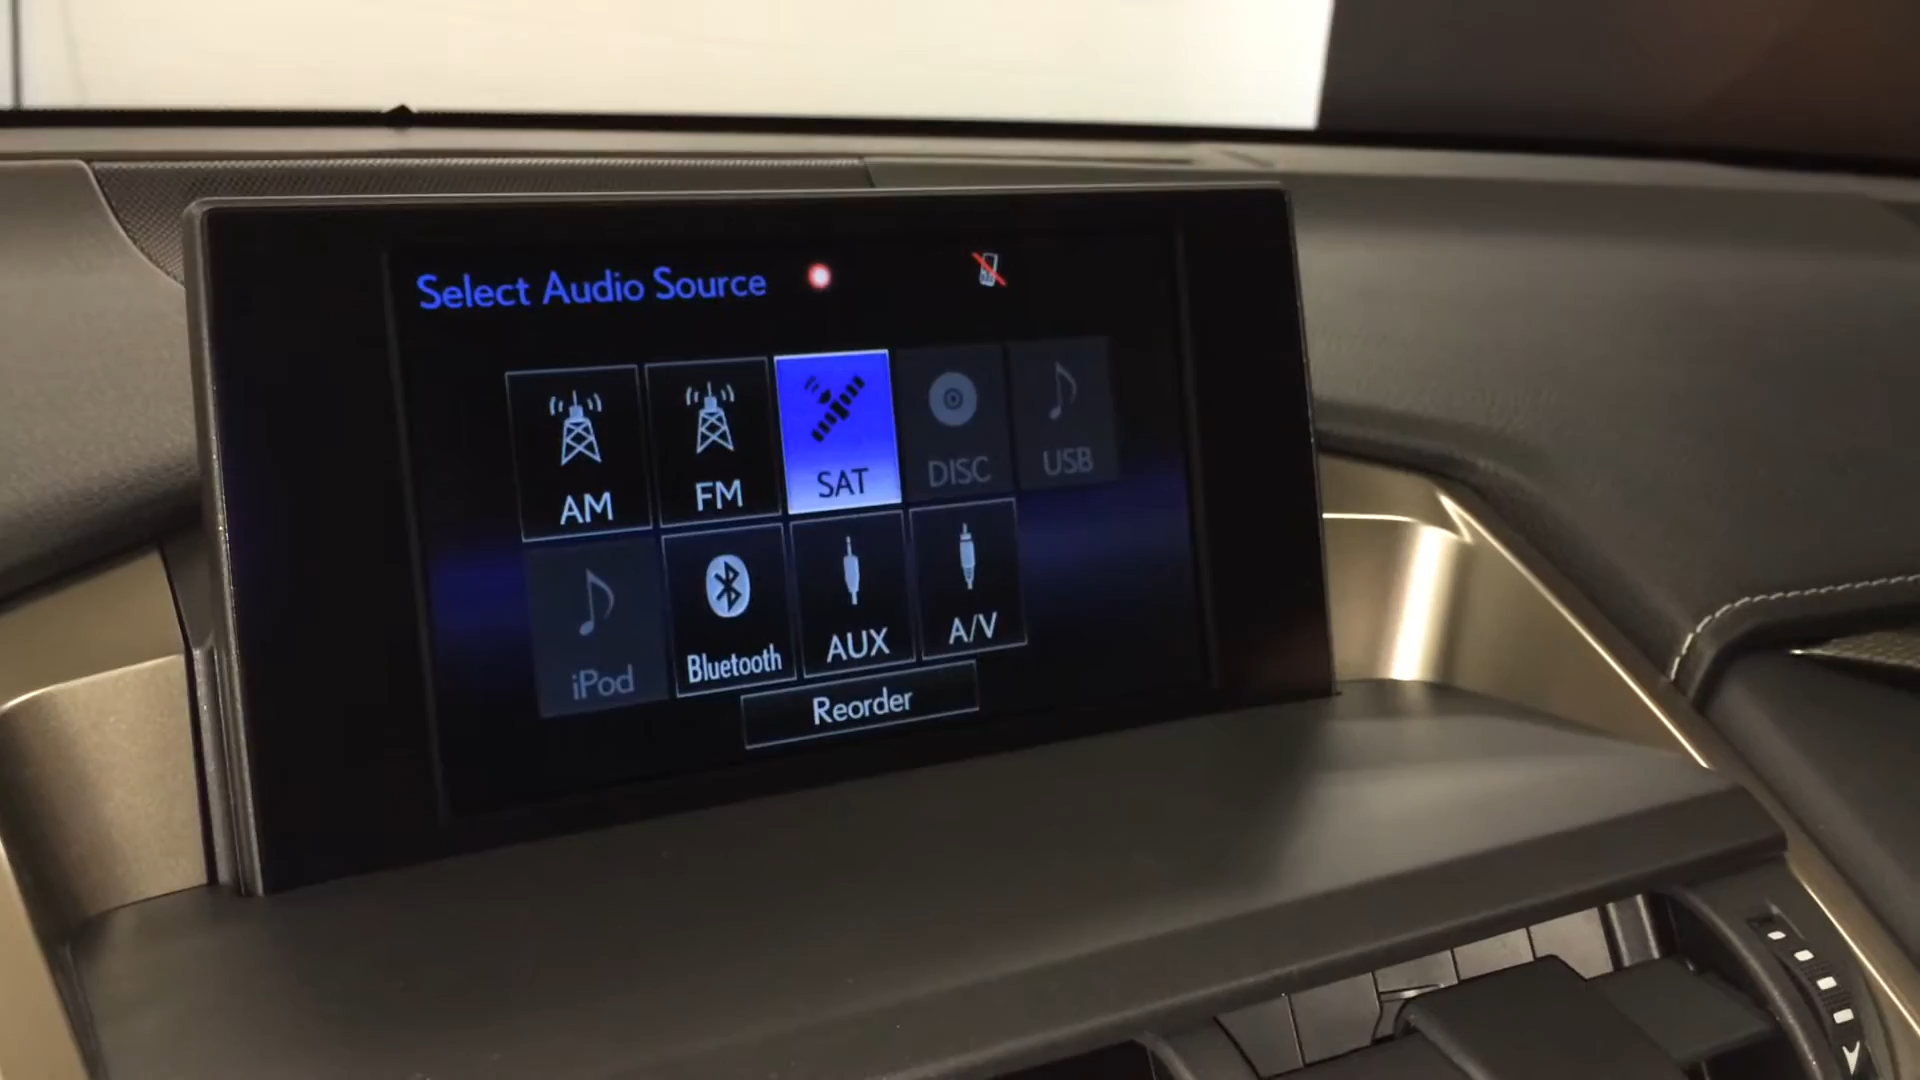 Select Audio Source
AM FM SAT DISC USB
iPod Bluetooth AUX A/V
Reorder